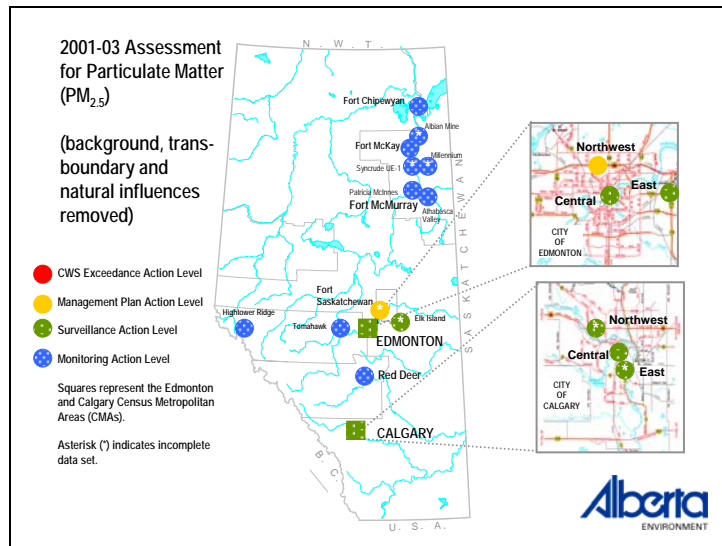 2001-03 Assessment
for Particulate Matter
(PM2.5)
(background, trans-
boundary and
natural influences
removed)
CWS Exceedance Action Level
Management Plan Action Level
Surveillance Action Level
Monitoring Action Level
Squares represent the Edmonton
and Calgary Census Metropolitan
Areas (CMAs).
Asterisk (*) indicates incomplete
data set.
N. W. T.
Fort Chipewyan
Albian Mine
Fort McKay
Millennium
Syncrude UE-1
Patricia McInnes
Fort McMurray
Athabasca
Valley
SASKATCHEWAN
Fort
Saskatchewan
Hightower Ridge
Tomahawk
Elk Island
EDMONTON
Red Deer
CALGARY
B. C.
U. S. A.
Northwest
East
Central
CITY
OF
EDMONTON
Northwest
Central
East
CITY
OF
CALGARY
Alberta
ENVIRONMENT